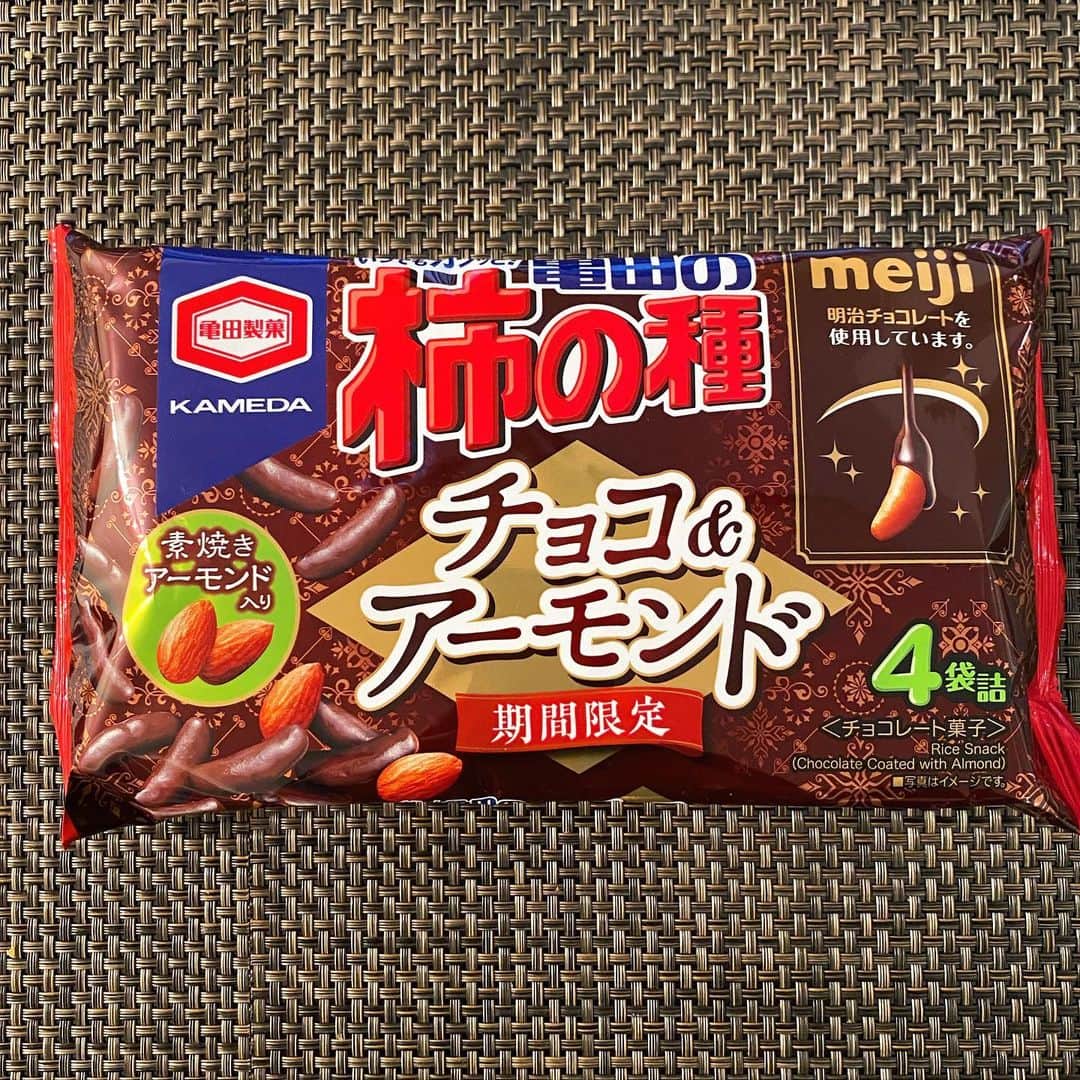 亀田製菓
KAMEDA
亀田の
柿の種
meiji
明治チョコレートを
使用しています。
チョコ&
アーモンド
素焼き
アーモンド
入り
期間限定
4袋詰
<チョコレート菓子>
Rice Snack
(Chocolate Coated with Almond)
■写真はイメージです。